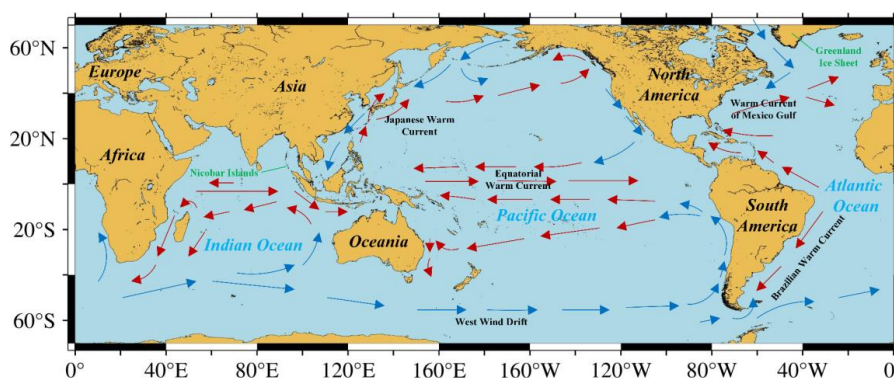 60°N
20°N
20°S
60°S
Europe
Asia
North
America
Greenland
Ice Sheet
Warm Current
of Mexico Gulf
Japanese Warm
Current
Africa
Nicobar Islands
Equatorial
Warm Current
Atlantic
Ocean
Pacific Ocean
South
America
Indian Ocean
Oceania
Brazilian Warm Current
West Wind Drift
0°
40°E
80°E
120°E
160°E
160°W
120°W
80°W
40°W
0°